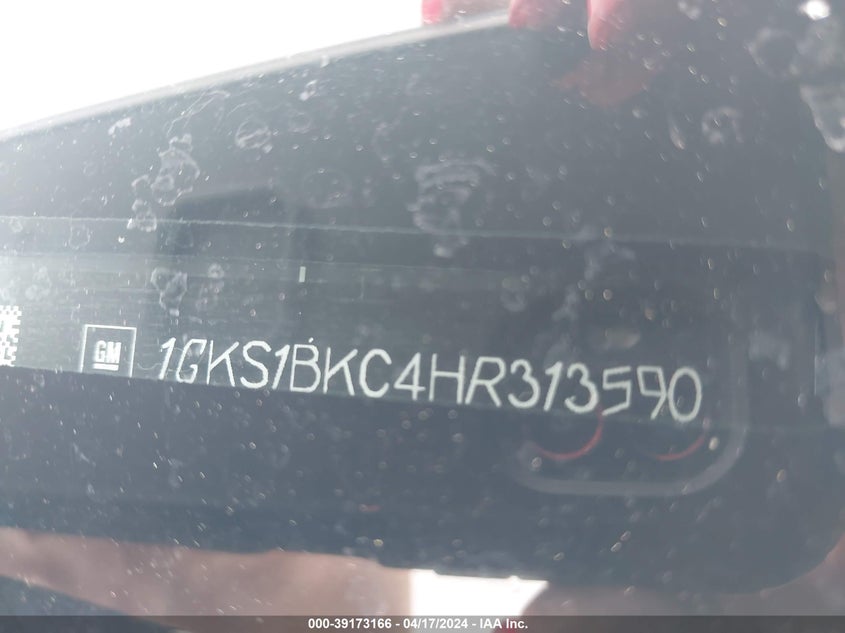 GM 1GKS1BKC4HR313590
000-39173166 - 04/17/2024 - IAA Inc.